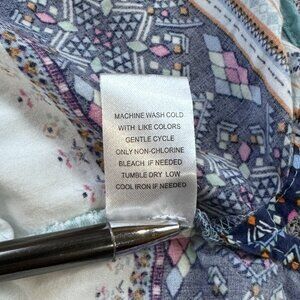 MACHINE WASH COLD
WITH LIKE COLORS
GENTLE CYCLE
ONLY NON-CHLORINE
BLEACH IF NEEDED
TUMBLE DRY LOW
COOL IRON IF NEEDED